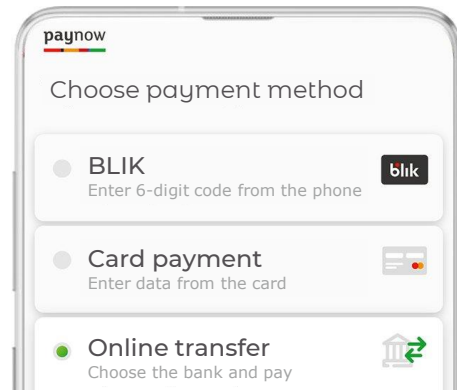 paynow
Choose payment method
BLIK
Enter 6-digit code from the phone
blik
Card payment
Enter data from the card
Online transfer
Choose the bank and pay